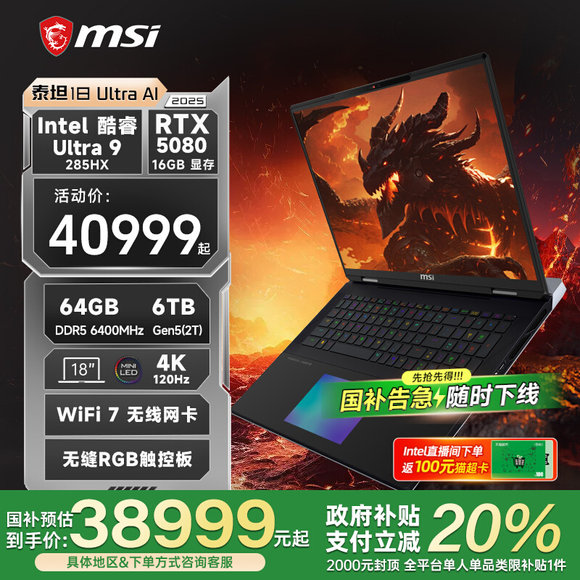 msi
泰坦18 Ultra AI 2025
Intel 酷睿
Ultra 9
285HX
RTX
5080
16GB 显存
活动价:
40999起
64GB
DDR5 6400MHz
6TB
Gen5(2T)
18"
MINI
LED
4K
120Hz
WiFi 7 无线网卡
无缝RGB触控板
msi
先抢先得!!!
国补告急 随时下线
Intel直播间下单
返100元猫超卡
100
国补预估
到手价:
38999元起
具体地区&下单方式咨询客服
政府补贴
支付立减
20%
2000元封顶 全平台单人单品类限补贴1件